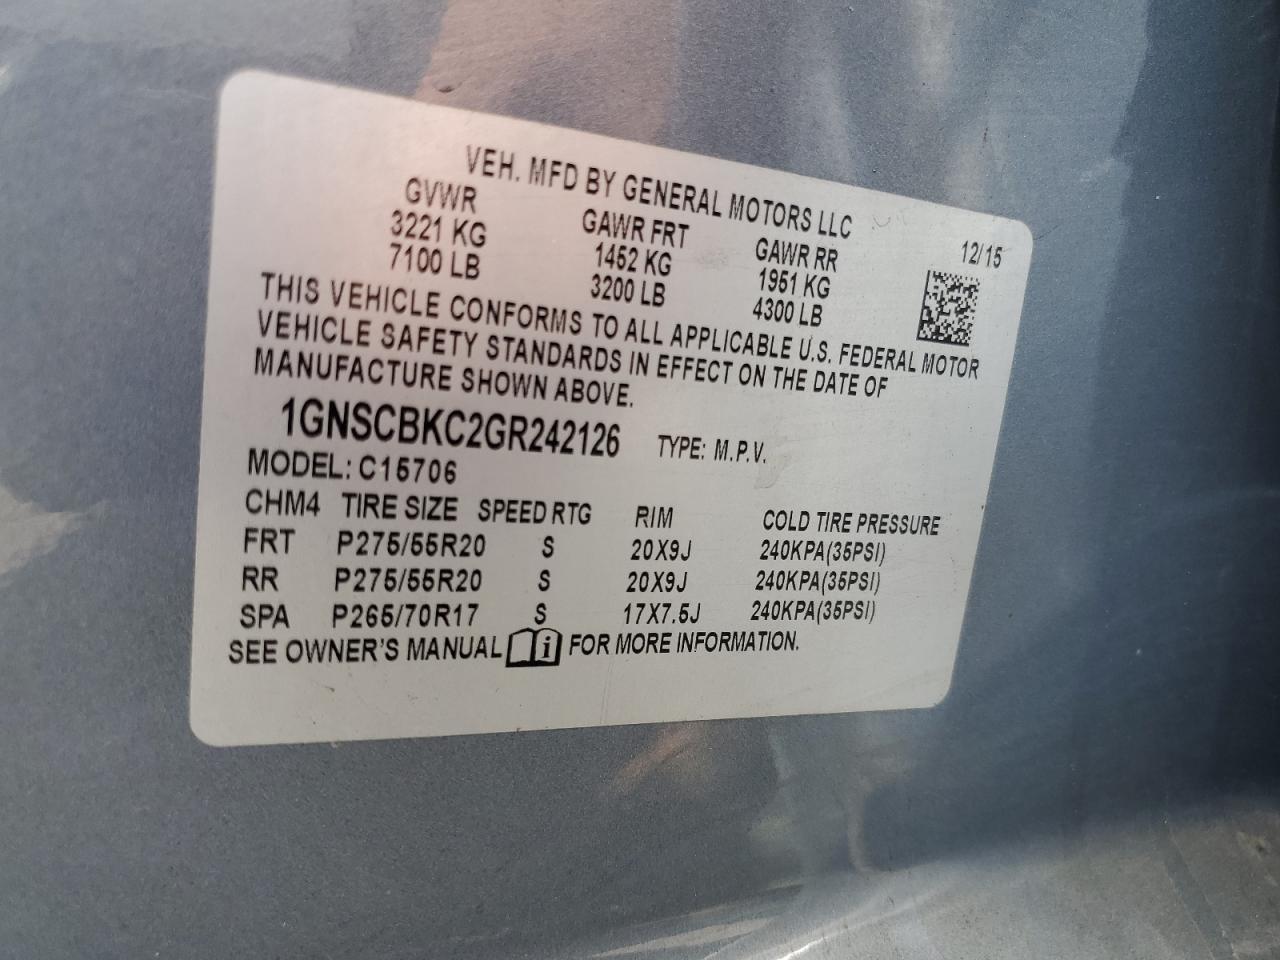 VEH. MFD BY GENERAL MOTORS LLC
GVWR GAWR FRT GAWR RR 12/15
3221 KG 1452 KG 1951 KG
7100 LB 3200 LB 4300 LB
THIS VEHICLE CONFORMS TO ALL APPLICABLE U.S. FEDERAL MOTOR
VEHICLE SAFETY STANDARDS IN EFFECT ON THE DATE OF
MANUFACTURE SHOWN ABOVE.
1GNSCBKC2GR242126 TYPE: M.P.V.
MODEL: C15706
CHM4 TIRE SIZE SPEED RTG RIM COLD TIRE PRESSURE
FRT P275/55R20 S 20X9J 240KPA(35PSI)
RR P275/55R20 S 20X9J 240KPA(35PSI)
SPA P265/70R17 S 17X7.5J 240KPA(35PSI)
SEE OWNER'S MANUAL i FOR MORE INFORMATION.